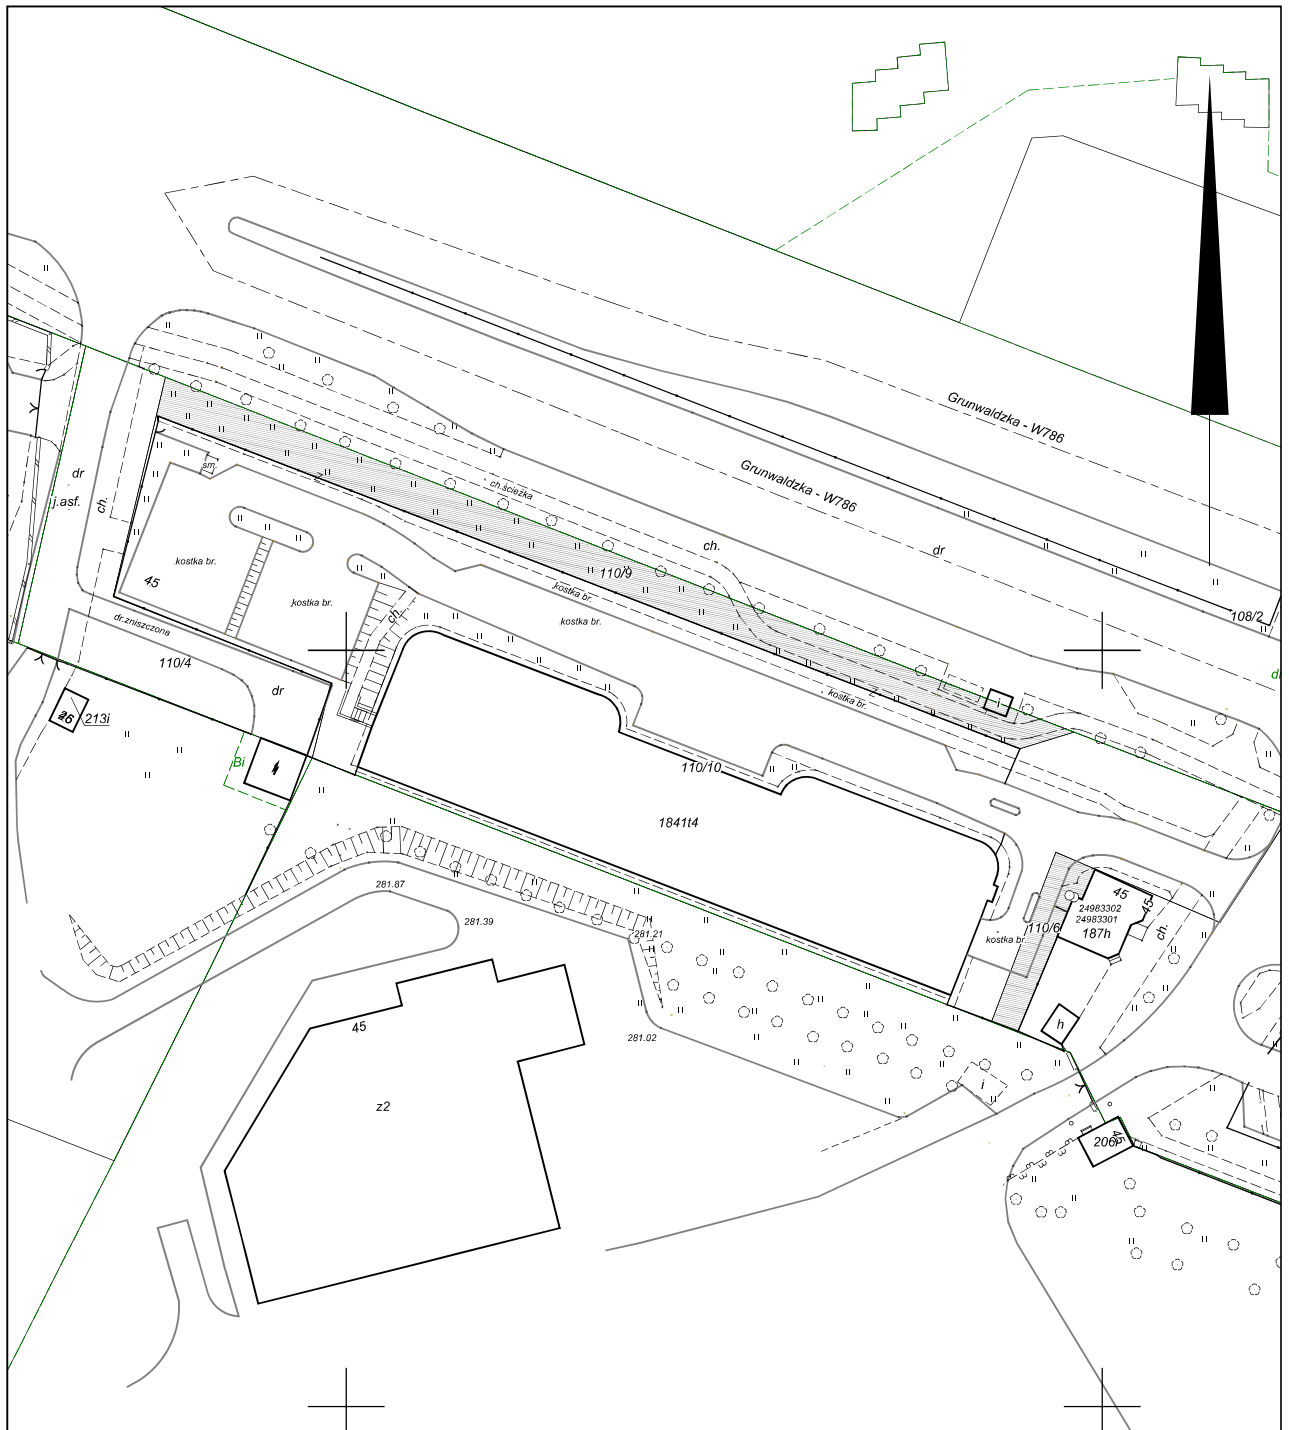 Grunwaldzka - W786
Grunwaldzka - W786
dr
j.asf.
ch.
sm.
ch.ścieżka
ch.
dr
kostka br.
110/9
kostka br.
45
kostka br.
kostka br.
ch.
108/2
dr.zniszczona
110/4
dr
i
kostka br.
213i
Bi
110/10
1841t4
281.87
281.39
281.21
45
24983302
24983301
45
187h
110/6
kostka br.
ch.
45
281.02
h
i
z2
206i
45